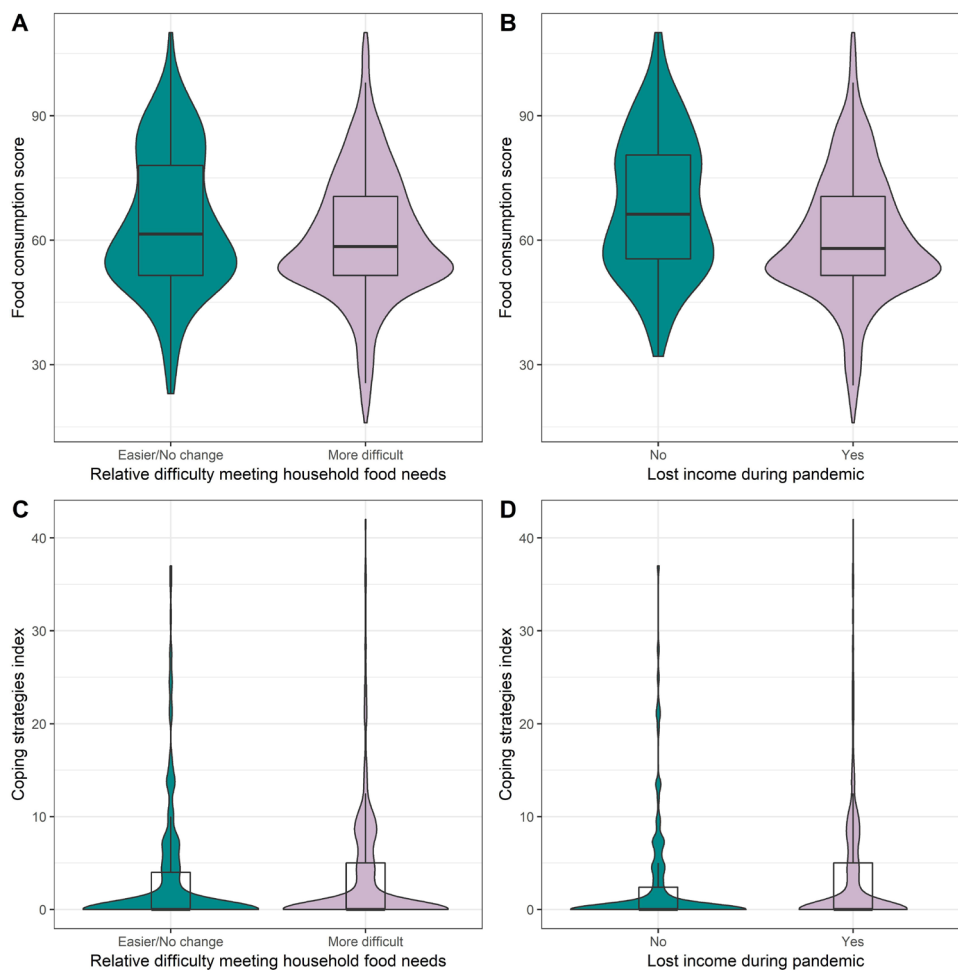 A
Food consumption score
90
60
30
Easier/No change
More difficult
Relative difficulty meeting household food needs
B
Food consumption score
No
Yes
Lost income during pandemic
C
Coping strategies index
40
30
20
10
0
Easier/No change
More difficult
Relative difficulty meeting household food needs
D
Coping strategies index
40
30
20
10
0
No
Yes
Lost income during pandemic